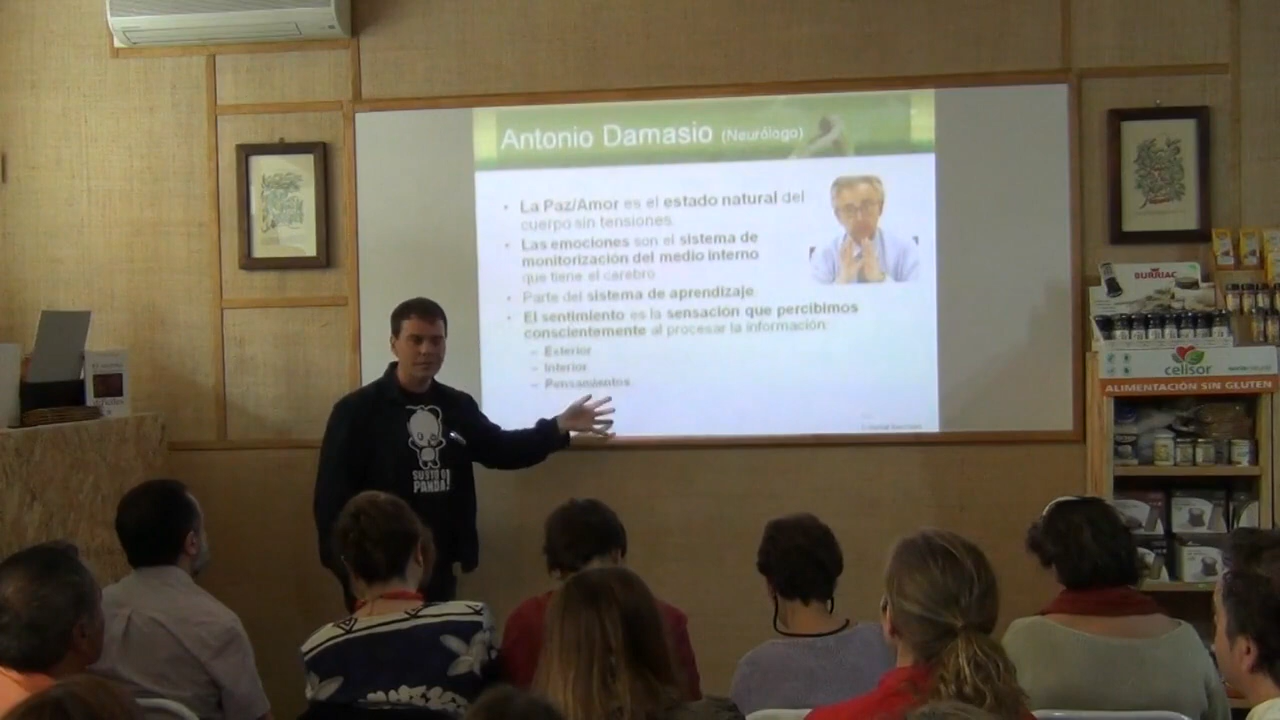 Antonio Damasio (Neurólogo)
• La Paz/Amor es el estado natural del
cuerpo sin tensiones.
• Las emociones son el sistema de
monitorización del medio interno
que tiene el cerebro
• Parte del sistema de aprendizaje
• El sentimiento es la sensación que percibimos
conscientemente al procesar la información:
– Exterior
– Interior
– Pensamientos
SUSTO O
PANDA!
BURRIAC
celisor
ALIMENTACIÓN SIN GLUTEN